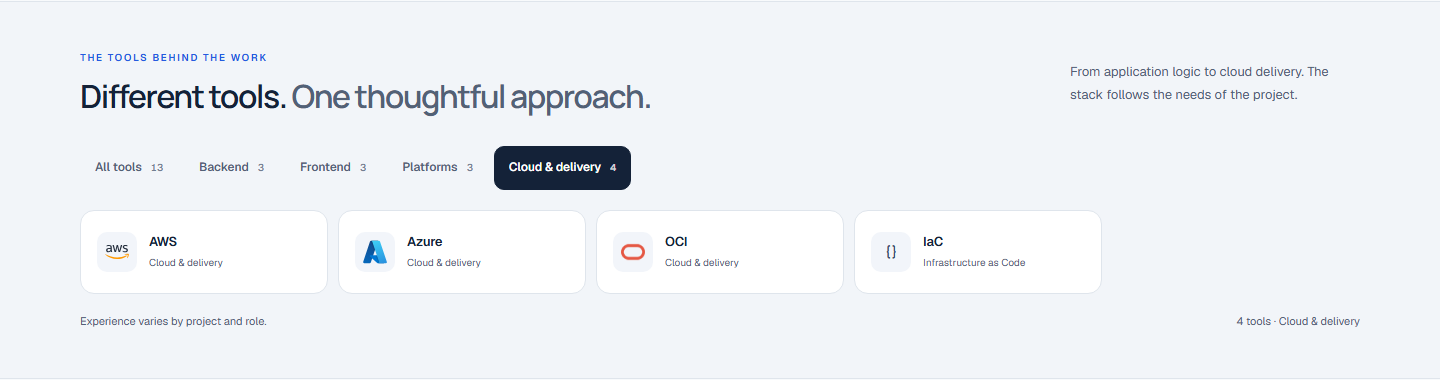 THE TOOLS BEHIND THE WORK
Different tools. One thoughtful approach.
From application logic to cloud delivery. The
stack follows the needs of the project.
All tools 13
Backend 3
Frontend 3
Platforms 3
Cloud & delivery 4
aws
AWS
Cloud & delivery
Azure
Cloud & delivery
OCI
Cloud & delivery
{}
IaC
Infrastructure as Code
Experience varies by project and role.
4 tools · Cloud & delivery